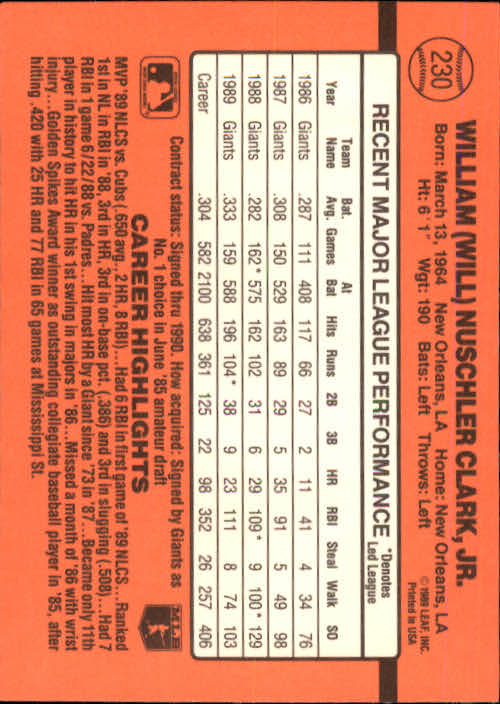 230
WILLIAM (WILL) NUSCHLER CLARK, JR.
Born: March 13, 1964 New Orleans, LA Home: New Orleans, LA
Ht: 6' 1" Wgt: 190 Bats: Left Throws: Left
© 1989 LEAF, INC.
Printed in USA
RECENT MAJOR LEAGUE PERFORMANCE
*Denotes
Led League
Year Team Name Bat. Avg. Games At Bat Hits Runs 2B 3B HR RBI Steal Walk SO
1986 Giants .287 111 408 117 66 27 2 11 41 4 34 76
1987 Giants .308 150 529 163 89 29 5 35 91 5 49 98
1988 Giants .282 162* 575 162 102 31 6 29 109* 9 100* 129
1989 Giants .333 159 588 196 104* 38 9 23 111 8 74 103
Career .304 582 2100 638 361 125 22 98 352 26 257 406
Contract status: Signed thru 1990. How acquired: Signed by Giants as
No. 1 choice in June '85 amateur draft
MLB
CAREER HIGHLIGHTS
MVP '89 NLCS vs. Cubs (.650 avg., 2 HR, 8 RBI)...Had 6 RBI in first game of '89 NLCS...Ranked
1st in NL in RBI in '88, 3rd in HR, 3rd in on-base pct. (.386) and 3rd in slugging (.508)...Had 7
RBI in 1 game 6/22/88 vs. Padres...Hit most HR by a Giant since '73 in '87...Became only 11th
player in history to hit HR in his 1st swing in majors in '86...Missed a month of '86 with wrist
injury...Golden Spikes Award winner as outstanding collegiate baseball player in '85, after
hitting .420 with 25 HR and 77 RBI in 65 games at Mississippi St.